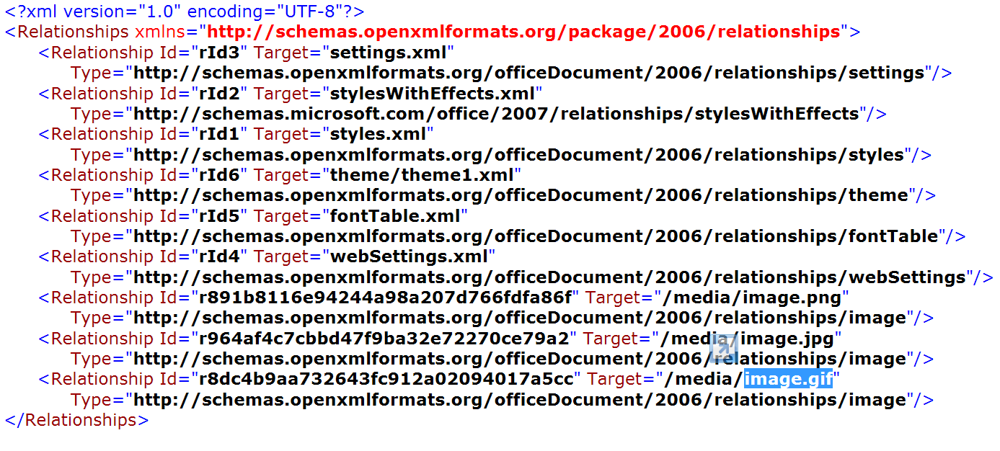 <?xml version="1.0" encoding="UTF-8"?>
<Relationships xmlns="http://schemas.openxmlformats.org/package/2006/relationships">
<Relationship Id="rId3" Target="settings.xml"
Type="http://schemas.openxmlformats.org/officeDocument/2006/relationships/settings"/>
<Relationship Id="rId2" Target="stylesWithEffects.xml"
Type="http://schemas.microsoft.com/office/2007/relationships/stylesWithEffects"/>
<Relationship Id="rId1" Target="styles.xml"
Type="http://schemas.openxmlformats.org/officeDocument/2006/relationships/styles"/>
<Relationship Id="rId6" Target="theme/theme1.xml"
Type="http://schemas.openxmlformats.org/officeDocument/2006/relationships/theme"/>
<Relationship Id="rId5" Target="fontTable.xml"
Type="http://schemas.openxmlformats.org/officeDocument/2006/relationships/fontTable"/>
<Relationship Id="rId4" Target="webSettings.xml"
Type="http://schemas.openxmlformats.org/officeDocument/2006/relationships/webSettings"/>
<Relationship Id="r891b8116e94244a98a207d766fdfa86f" Target="/media/image.png"
Type="http://schemas.openxmlformats.org/officeDocument/2006/relationships/image"/>
<Relationship Id="r964af4c7cbbd47f9ba32e72270ce79a2" Target="/media/image.jpg"
Type="http://schemas.openxmlformats.org/officeDocument/2006/relationships/image"/>
<Relationship Id="r8dc4b9aa732643fc912a02094017a5cc" Target="/media/image.gif"
Type="http://schemas.openxmlformats.org/officeDocument/2006/relationships/image"/>
</Relationships>